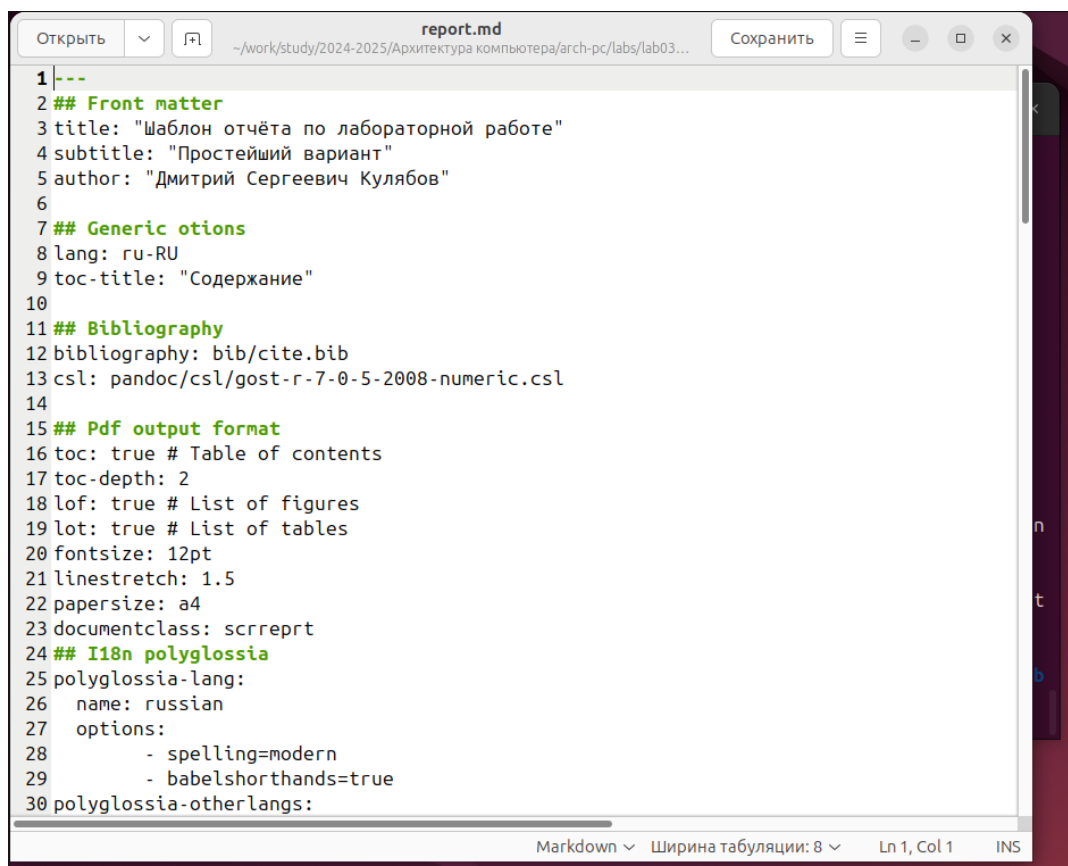 Открыть
report.md
~/work/study/2024-2025/Архитектура компьютера/arch-pc/labs/lab03...
Сохранить
1 ---
2 ## Front matter
3 title: "Шаблон отчёта по лабораторной работе"
4 subtitle: "Простейший вариант"
5 author: "Дмитрий Сергеевич Кулябов"
6
7 ## Generic otions
8 lang: ru-RU
9 toc-title: "Содержание"
10
11 ## Bibliography
12 bibliography: bib/cite.bib
13 csl: pandoc/csl/gost-r-7-0-5-2008-numeric.csl
14
15 ## Pdf output format
16 toc: true # Table of contents
17 toc-depth: 2
18 lof: true # List of figures
19 lot: true # List of tables
20 fontsize: 12pt
21 linestretch: 1.5
22 papersize: a4
23 documentclass: scrreprt
24 ## I18n polyglossia
25 polyglossia-lang:
26   name: russian
27   options:
28         - spelling=modern
29         - babelshorthands=true
30 polyglossia-otherlangs:
Markdown Ширина табуляции: 8 Ln 1, Col 1 INS
n
t
b